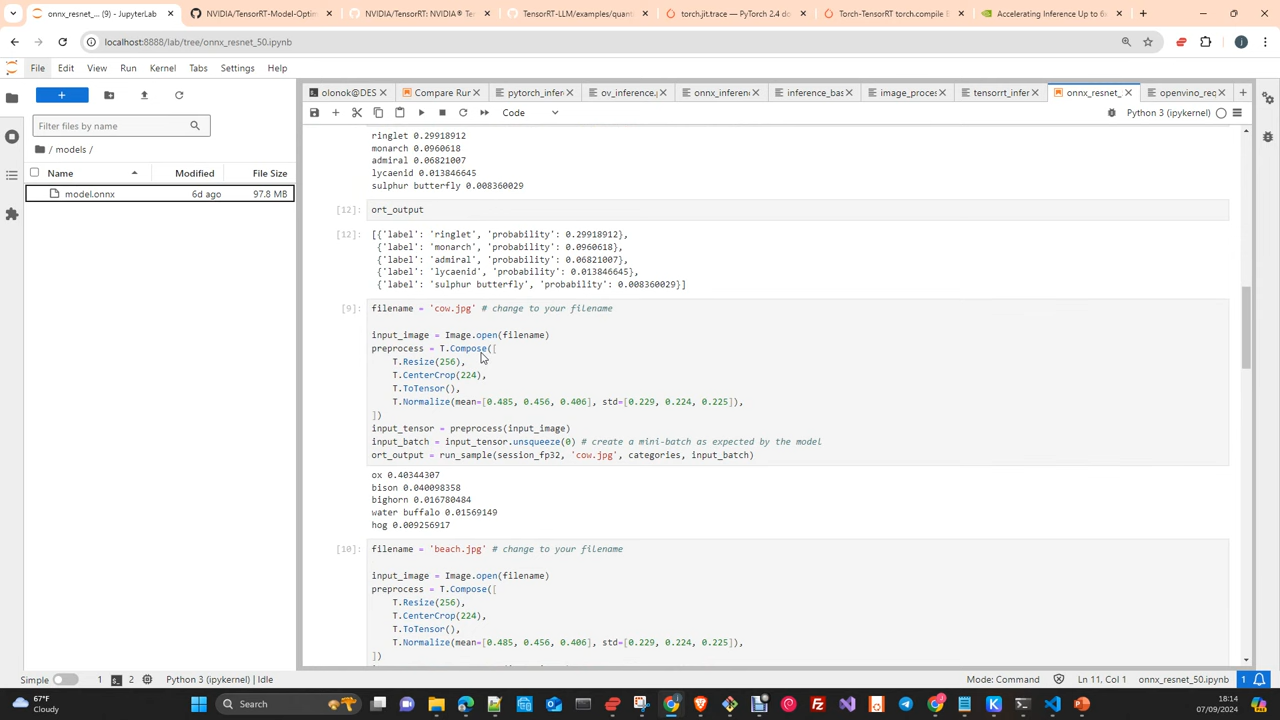 onnx_resnet_50.... (9) - JupyterLab
NVIDIA/TensorRT-Model-Optim
NVIDIA/TensorRT: NVIDIA®
TensorRT-LLM/examples/quan
torch.jit.trace — PyTorch 2.4 do
Torch-TensorRT torch.compile B
Accelerating Inference Up to 6x
localhost:8888/lab/tree/onnx_resnet_50.ipynb
File Edit View Run Kernel Tabs Settings Help
Filter files by name
/ models /
Name Modified File Size
model.onnx 6d ago 97.8 MB
olonok@DES
Compare Rur
pytorch_infer
ov_inference.
onnx_inferen
inference_bas
image_proces
tensorrt_infer
onnx_resnet_
openvino_req
Code
Python 3 (ipykernel)
ringlet 0.29918912
monarch 0.0960618
admiral 0.06821007
lycaenid 0.013846645
sulphur butterfly 0.008360029
[12]: ort_output
[12]: [{'label': 'ringlet', 'probability': 0.29918912},
{'label': 'monarch', 'probability': 0.0960618},
{'label': 'admiral', 'probability': 0.06821007},
{'label': 'lycaenid', 'probability': 0.013846645},
{'label': 'sulphur butterfly', 'probability': 0.008360029}]
[9]: filename = 'cow.jpg' # change to your filename
input_image = Image.open(filename)
preprocess = T.Compose([
T.Resize(256),
T.CenterCrop(224),
T.ToTensor(),
T.Normalize(mean=[0.485, 0.456, 0.406], std=[0.229, 0.224, 0.225]),
])
input_tensor = preprocess(input_image)
input_batch = input_tensor.unsqueeze(0) # create a mini-batch as expected by the model
ort_output = run_sample(session_fp32, 'cow.jpg', categories, input_batch)
ox 0.40344307
bison 0.040098358
bighorn 0.016780484
water buffalo 0.01569149
hog 0.009256917
[10]: filename = 'beach.jpg' # change to your filename
input_image = Image.open(filename)
preprocess = T.Compose([
T.Resize(256),
T.CenterCrop(224),
T.ToTensor(),
T.Normalize(mean=[0.485, 0.456, 0.406], std=[0.229, 0.224, 0.225]),
])
Simple 1 2 Python 3 (ipykernel) | Idle
Mode: Command Ln 11, Col 1 onnx_resnet_50.ipynb 1
67°F
Cloudy
Search
18:14
07/09/2024